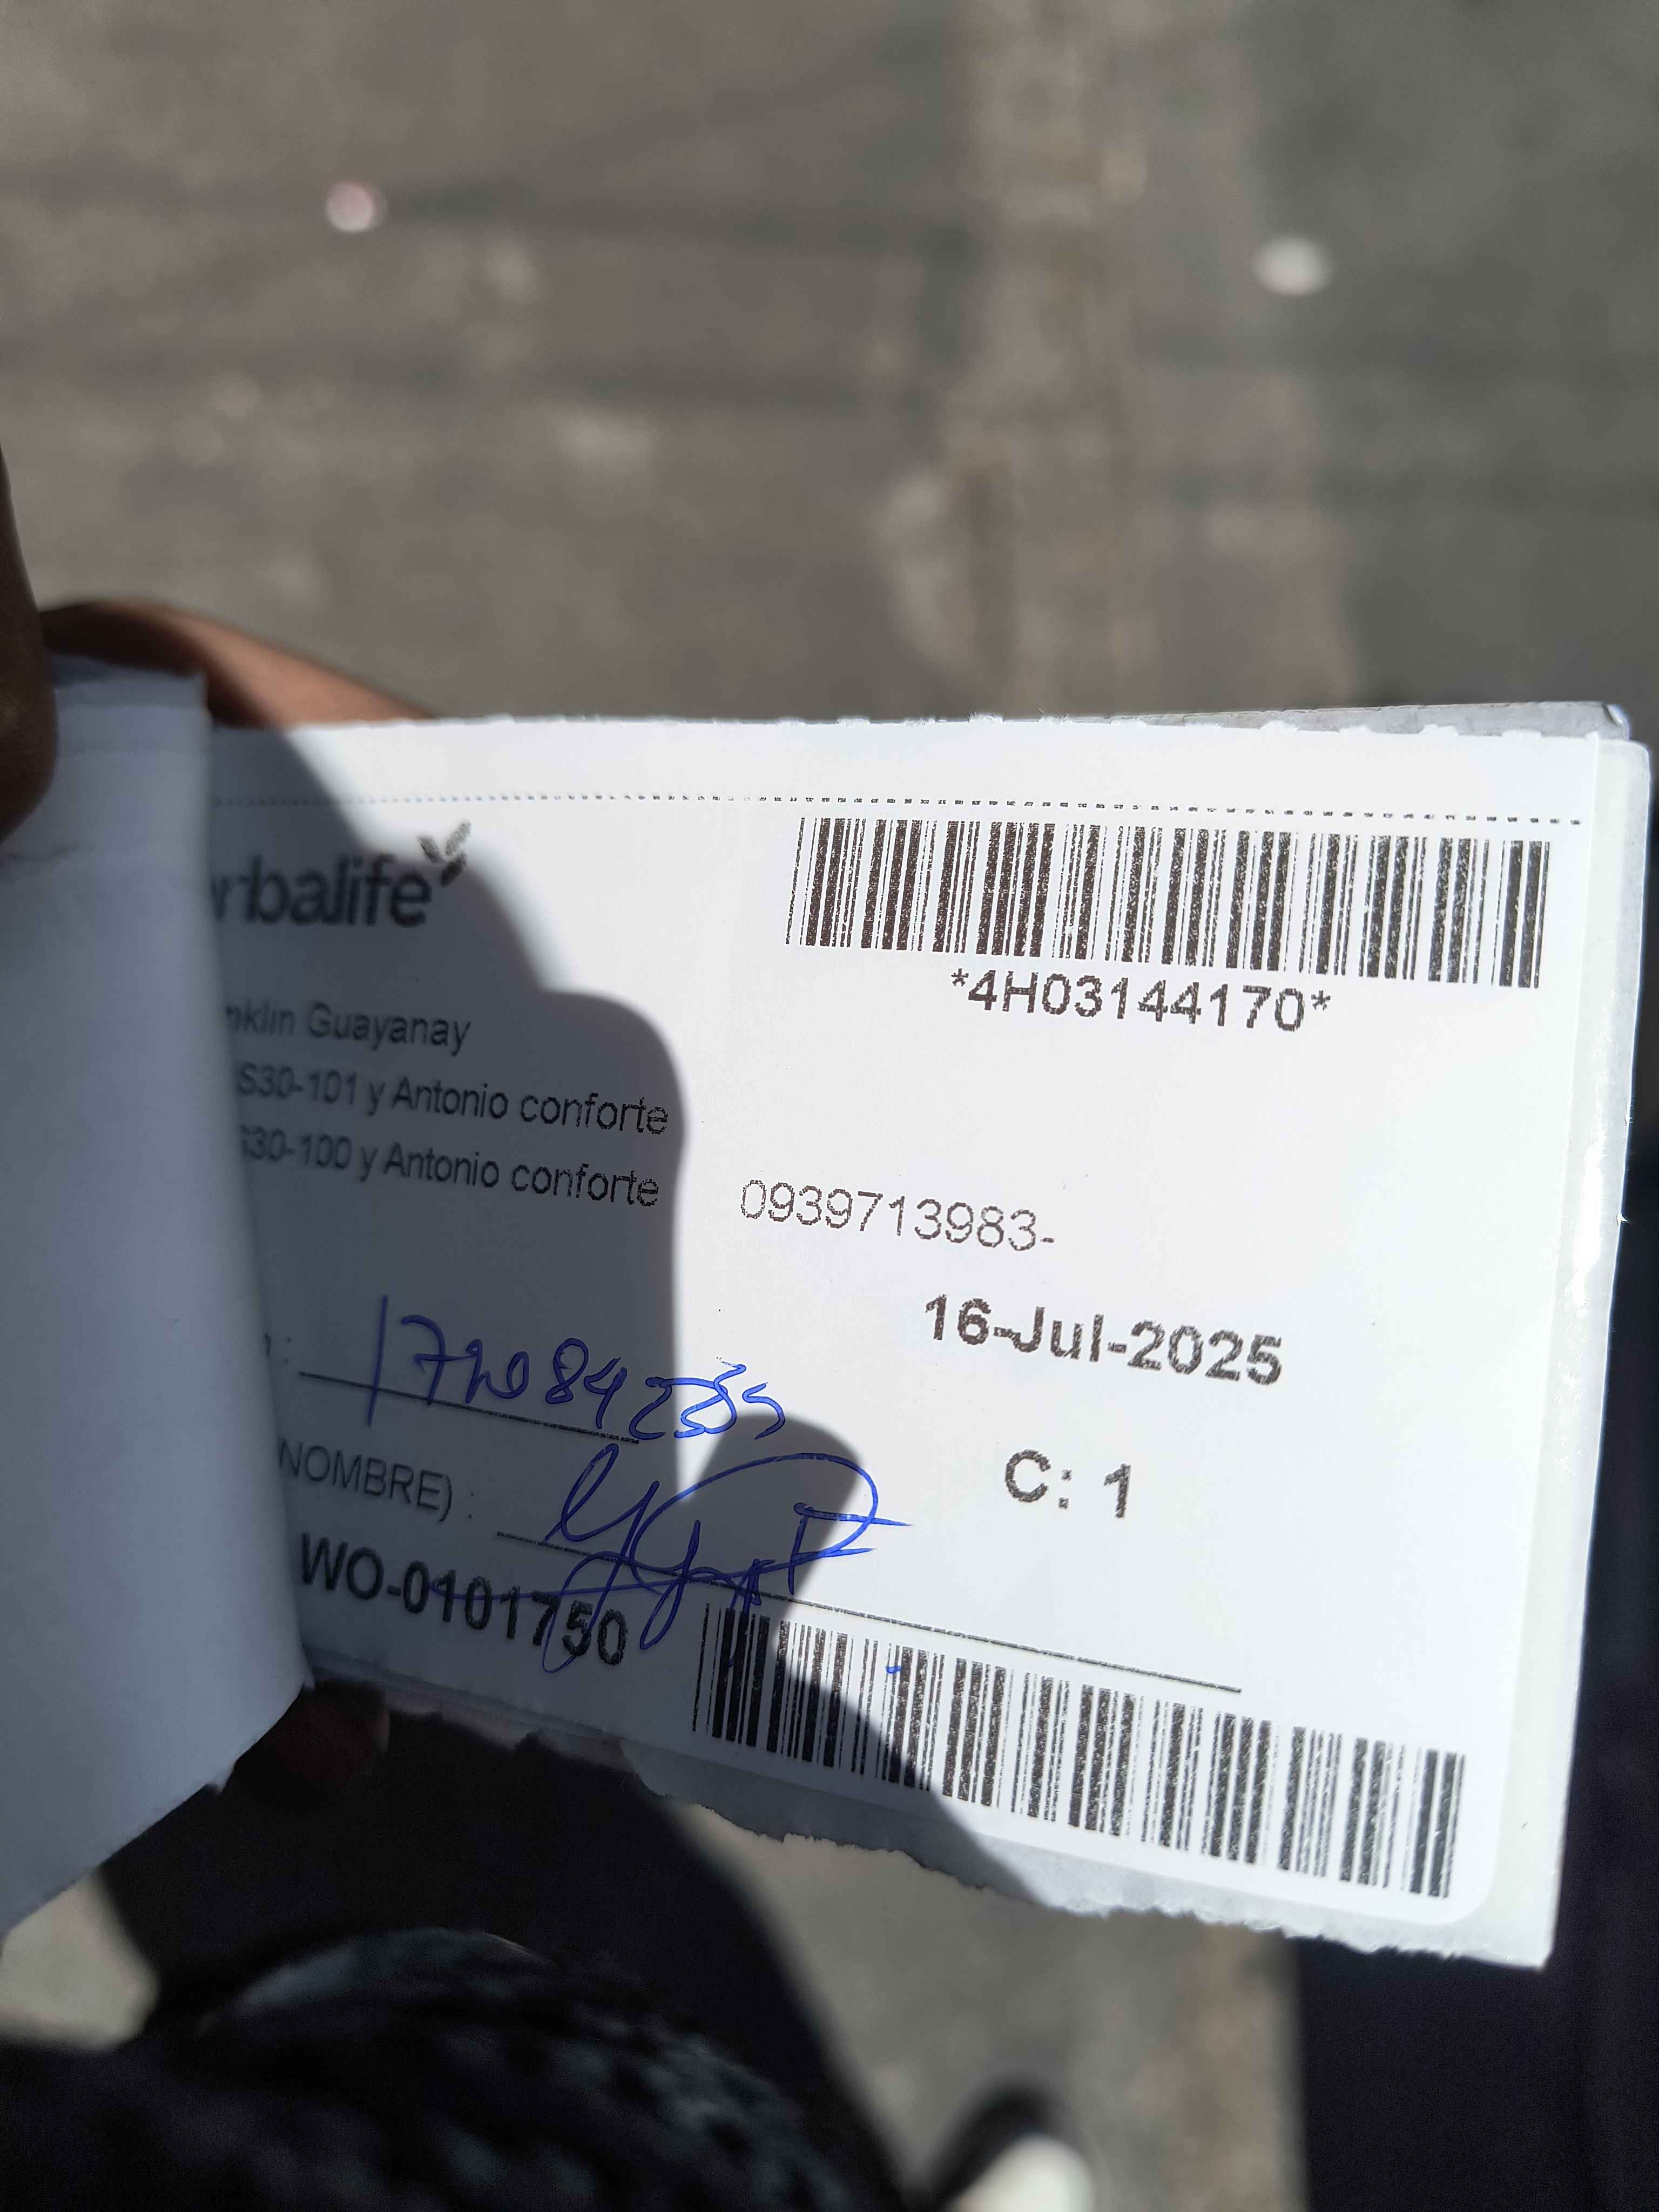 rbalife
*4H03144170*
nklin Guayanay
S30-101 y Antonio conforte
S30-100 y Antonio conforte
0939713983-
16-Jul-2025
NOMBRE) :
C: 1
WO-0101750